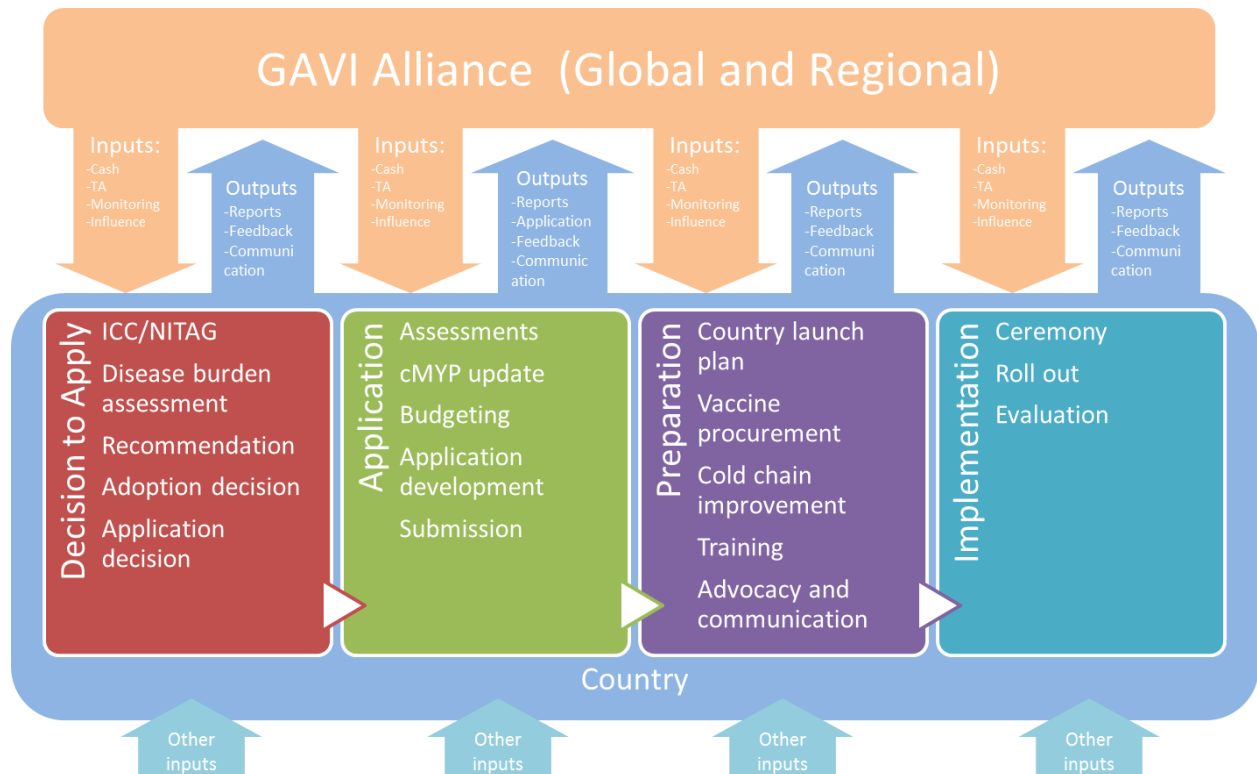 GAVI Alliance (Global and Regional)
Inputs:
-Cash
-TA
-Monitoring
-Influence
Outputs
-Reports
-Feedback
-Communi
cation
Inputs:
-Cash
-TA
-Monitoring
-Influence
Outputs
-Reports
-Application
-Feedback
-Communic
ation
Inputs:
-Cash
-TA
-Monitoring
-Influence
Outputs
-Reports
-Feedback
-Communi
cation
Inputs:
-Cash
-TA
-Monitoring
-Influence
Outputs
-Reports
-Feedback
-Communi
cation
Decision to Apply
ICC/NITAG
Disease burden
assessment
Recommendation
Adoption decision
Application
decision
Application
Assessments
cMYP update
Budgeting
Application
development
Submission
Preparation
Country launch
plan
Vaccine
procurement
Cold chain
improvement
Training
Advocacy and
communication
Implementation
Ceremony
Roll out
Evaluation
Country
Other
inputs
Other
inputs
Other
inputs
Other
inputs